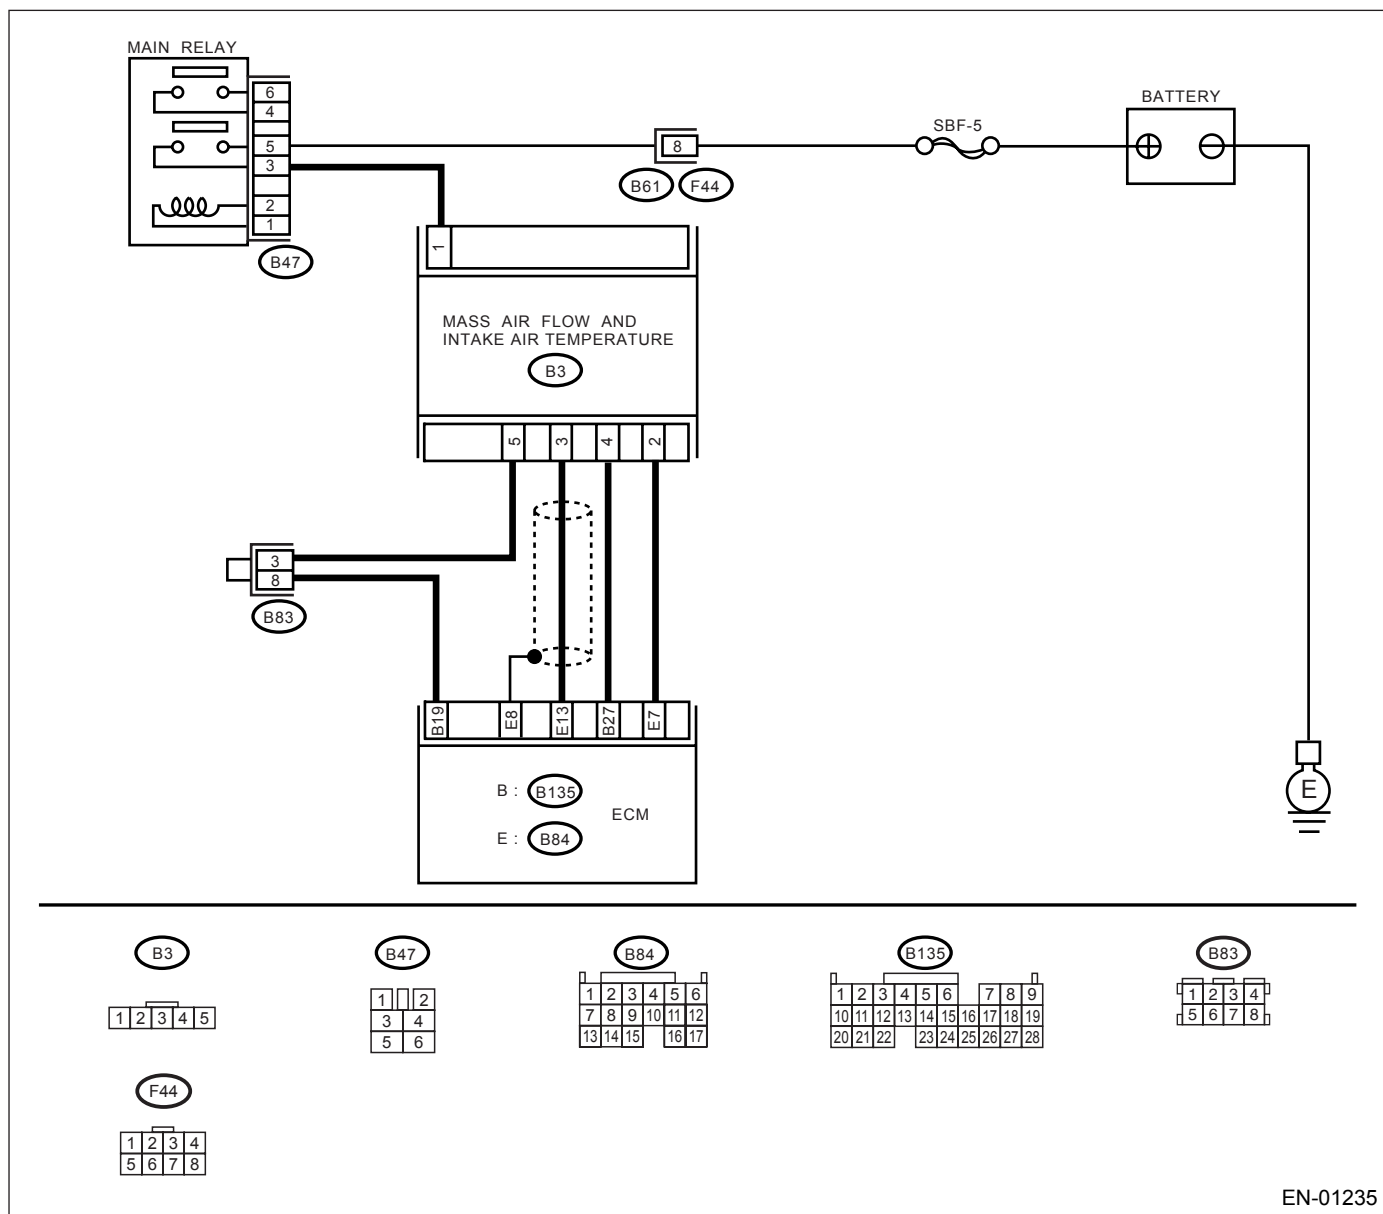 MAIN RELAY
6
4
5
3
2
1
B47
8
B61 F44
SBF-5
BATTERY
1
MASS AIR FLOW AND
INTAKE AIR TEMPERATURE
B3
5 3 4 2
3
8
B83
B19 E8 E13 B27 E7
B : B135
ECM
E : B84
E
B3
1 2 3 4 5
B47
1 2
3 4
5 6
B84
1 2 3 4 5 6
7 8 9 10 11 12
13 14 15 16 17
B135
1 2 3 4 5 6 7 8 9
10 11 12 13 14 15 16 17 18 19
20 21 22 23 24 25 26 27 28
B83
1 2 3 4
5 6 7 8
F44
1 2 3 4
5 6 7 8
EN-01235